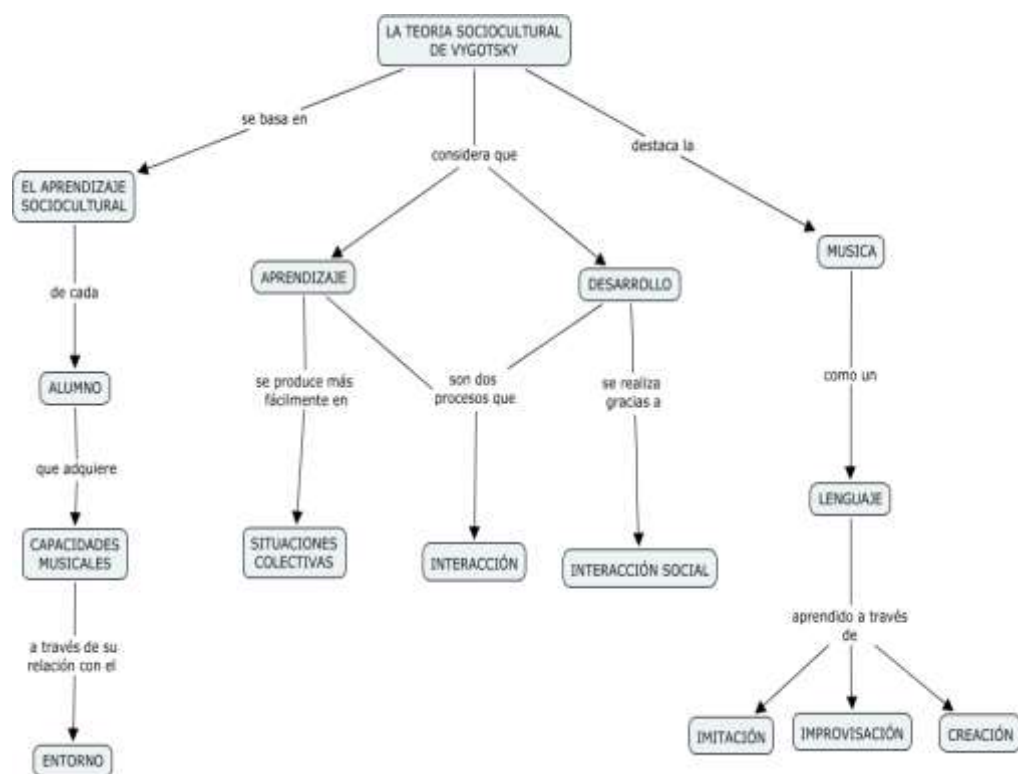 LA TEORIA SOCIOCULTURAL
DE VYGOTSKY
se basa en
considera que
destaca la
EL APRENDIZAJE
SOCIOCULTURAL
APRENDIZAJE
DESARROLLO
MUSICA
de cada
ALUMNO
se produce más
fácilmente en
son dos
procesos que
se realiza
gracias a
como un
que adquiere
LENGUAJE
CAPACIDADES
MUSICALES
SITUACIONES
COLECTIVAS
INTERACCIÓN
INTERACCIÓN SOCIAL
a través de su
relación con el
aprendido a través
de
ENTORNO
IMITACIÓN
IMPROVISACIÓN
CREACIÓN